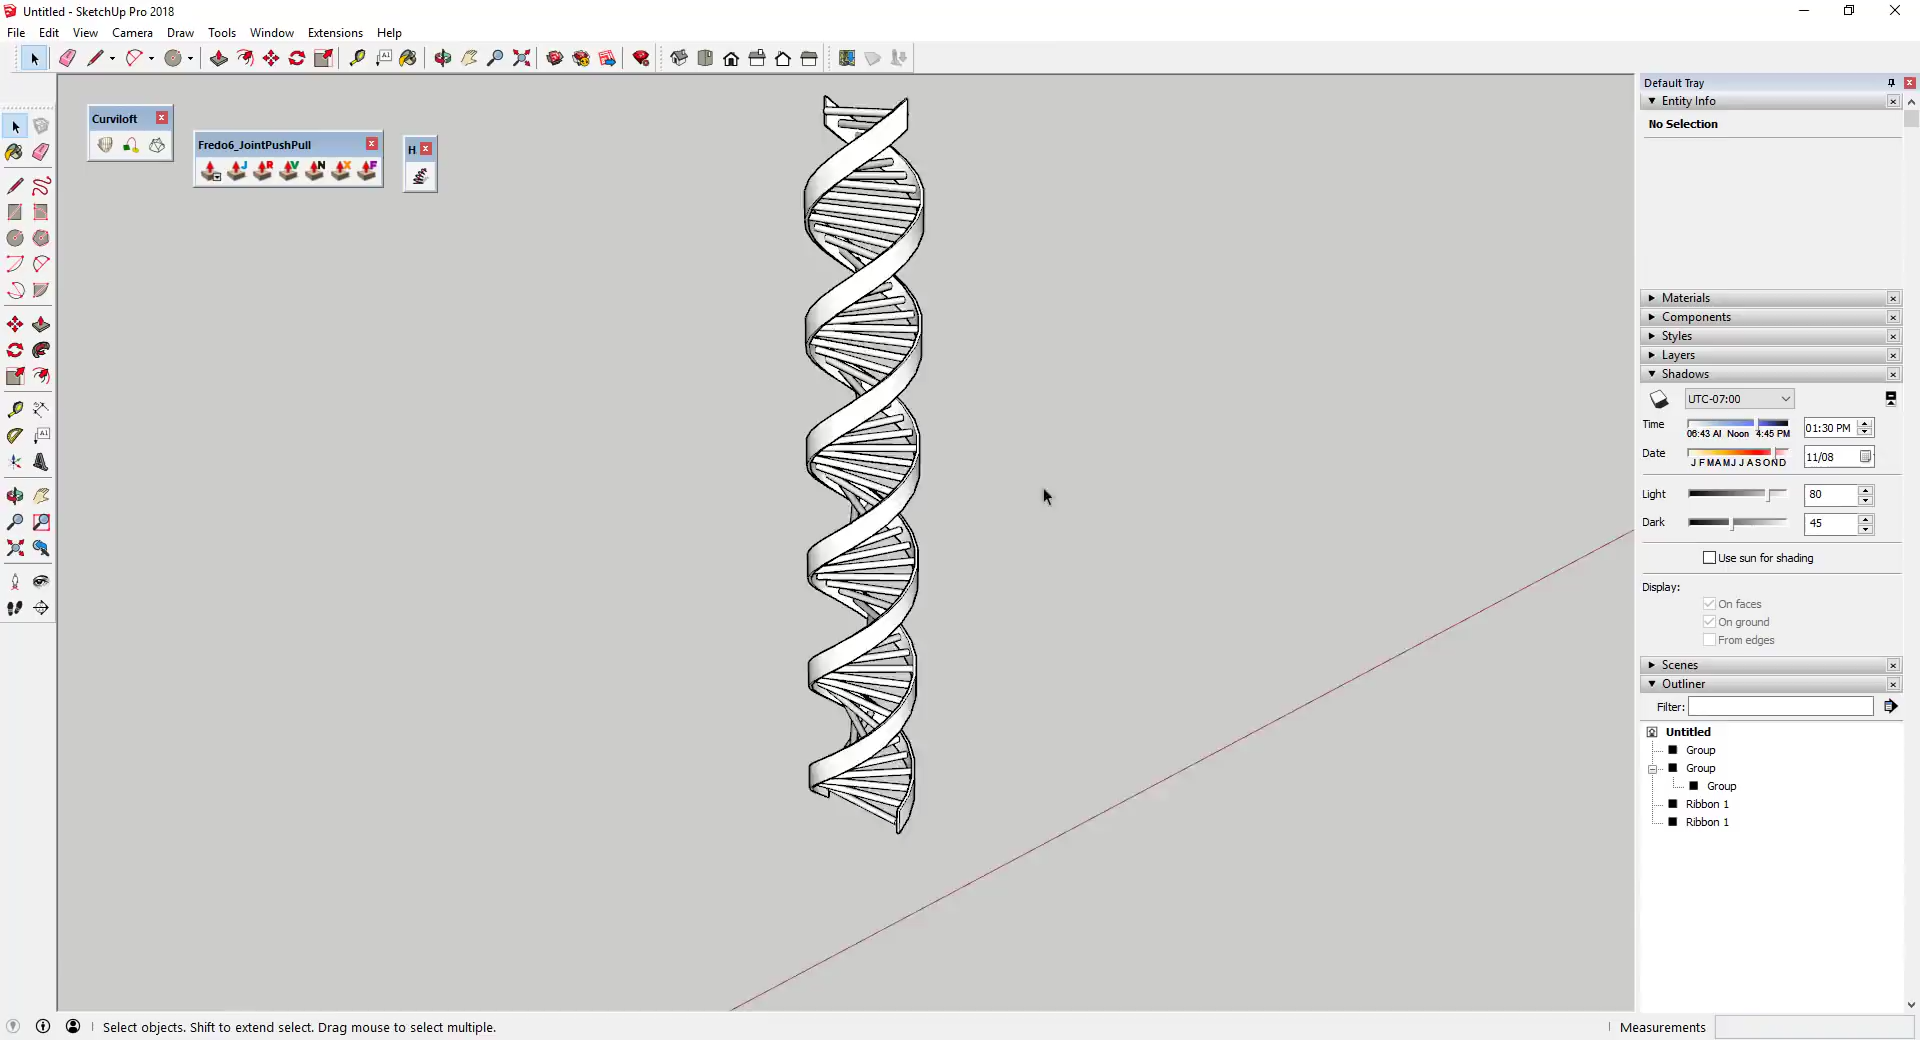 Untitled - SketchUp Pro 2018
File Edit View Camera Draw Tools Window Extensions Help
Default Tray
Entity Info
No Selection
Curviloft
Fredo6_JointPushPull
H
J R V N X F
A1
A1
Materials
Components
Styles
Layers
Shadows
UTC-07:00
Time
06:43 AI Noon 4:45 PM
01:30 PM
Date
J F M A M J J A S O N D
11/08
Light
80
Dark
45
Use sun for shading
Display:
On faces
On ground
From edges
Scenes
Outliner
Filter:
Untitled
Group
Group
Group
Ribbon 1
Ribbon 1
Select objects. Shift to extend select. Drag mouse to select multiple.
Measurements